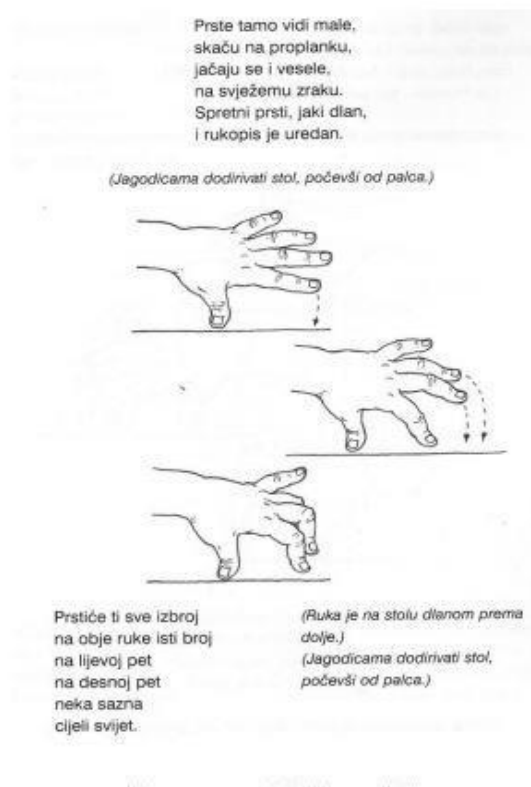 Prste tamo vidi male,
skaču na proplanku,
jačaju se i vesele,
na svježemu zraku.
Spretni prsti, jaki dlan,
i rukopis je uredan.
(Jagodicama dodirivati stol, počevši od palca.)
Prstiće ti sve izbroj
na obje ruke isti broj
na lijevoj pet
na desnoj pet
neka sazna
cijeli svijet.
(Ruka je na stolu dlanom prema
dolje.)
(Jagodicama dodirivati stol,
počevši od palca.)